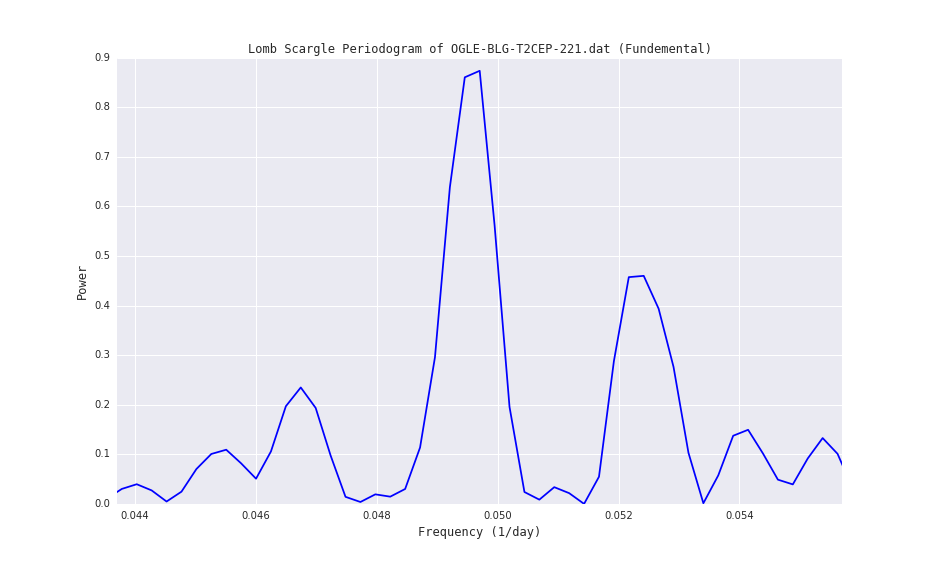 Lomb Scargle Periodogram of OGLE-BLG-T2CEP-221.dat (Fundemental)
0.9
0.8
0.7
0.6
0.5
0.4
0.3
0.2
0.1
0.0
Power
0.044 0.046 0.048 0.050 0.052 0.054
Frequency (1/day)